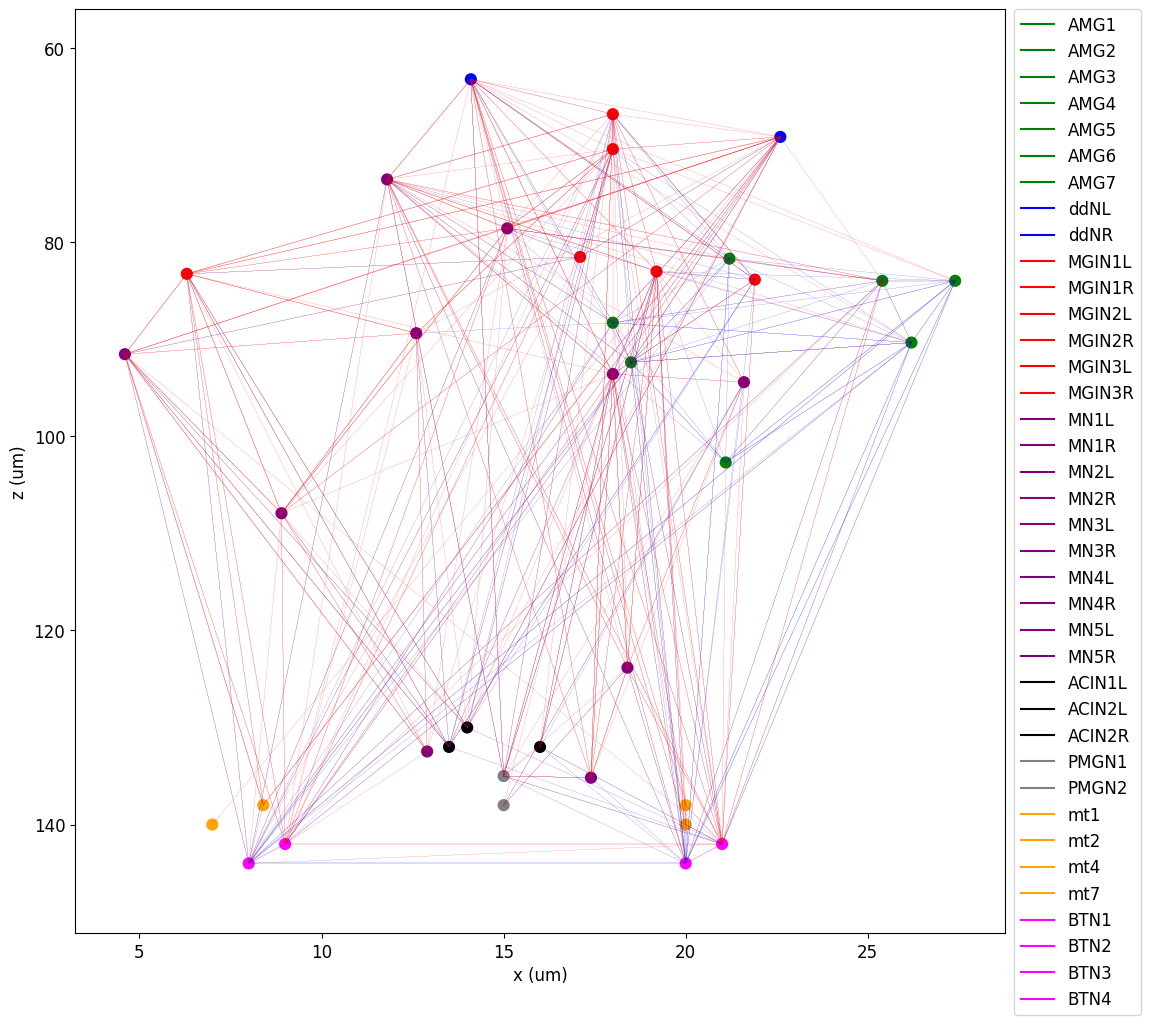 60
80
100
120
140
z (um)
5
10
15
20
25
x (um)
AMG1
AMG2
AMG3
AMG4
AMG5
AMG6
AMG7
ddNL
ddNR
MGIN1L
MGIN1R
MGIN2L
MGIN2R
MGIN3L
MGIN3R
MN1L
MN1R
MN2L
MN2R
MN3L
MN3R
MN4L
MN4R
MN5L
MN5R
ACIN1L
ACIN2L
ACIN2R
PMGN1
PMGN2
mt1
mt2
mt4
mt7
BTN1
BTN2
BTN3
BTN4